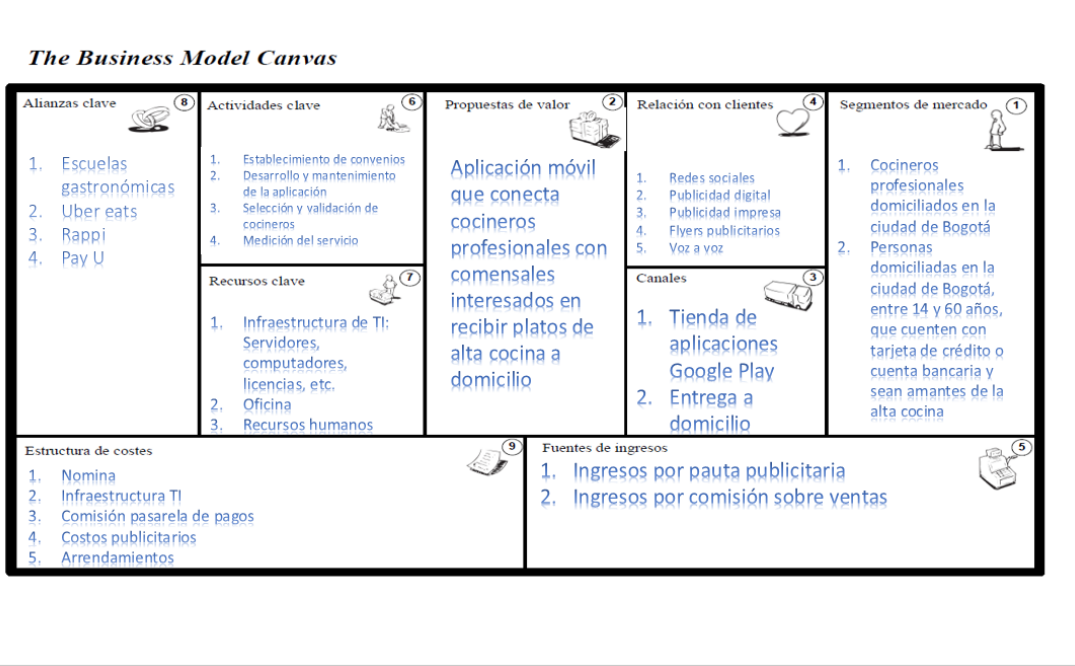 The Business Model Canvas
Alianzas clave
8
1. Escuelas
gastronómicas
2. Uber eats
3. Rappi
4. Pay U
Actividades clave
6
1. Establecimiento de convenios
2. Desarrollo y mantenimiento
de la aplicación
3. Selección y validación de
cocineros
4. Medición del servicio
Recursos clave
7
1. Infraestructura de TI:
Servidores,
computadores,
licencias, etc.
2. Oficina
3. Recursos humanos
Propuestas de valor
2
Aplicación móvil
que conecta
cocineros
profesionales con
comensales
interesados en
recibir platos de
alta cocina a
domicilio
Relación con clientes
4
1. Redes sociales
2. Publicidad digital
3. Publicidad impresa
4. Flyers publicitarios
5. Voz a voz
Canales
3
1. Tienda de
aplicaciones
Google Play
2. Entrega a
domicilio
Segmentos de mercado
1
1. Cocineros
profesionales
domiciliados en la
ciudad de Bogotá
2. Personas
domiciliadas en la
ciudad de Bogotá,
entre 14 y 60 años,
que cuenten con
tarjeta de crédito o
cuenta bancaria y
sean amantes de la
alta cocina
Estructura de costes
9
1. Nomina
2. Infraestructura TI
3. Comisión pasarela de pagos
4. Costos publicitarios
5. Arrendamientos
Fuentes de ingresos
5
1. Ingresos por pauta publicitaria
2. Ingresos por comisión sobre ventas